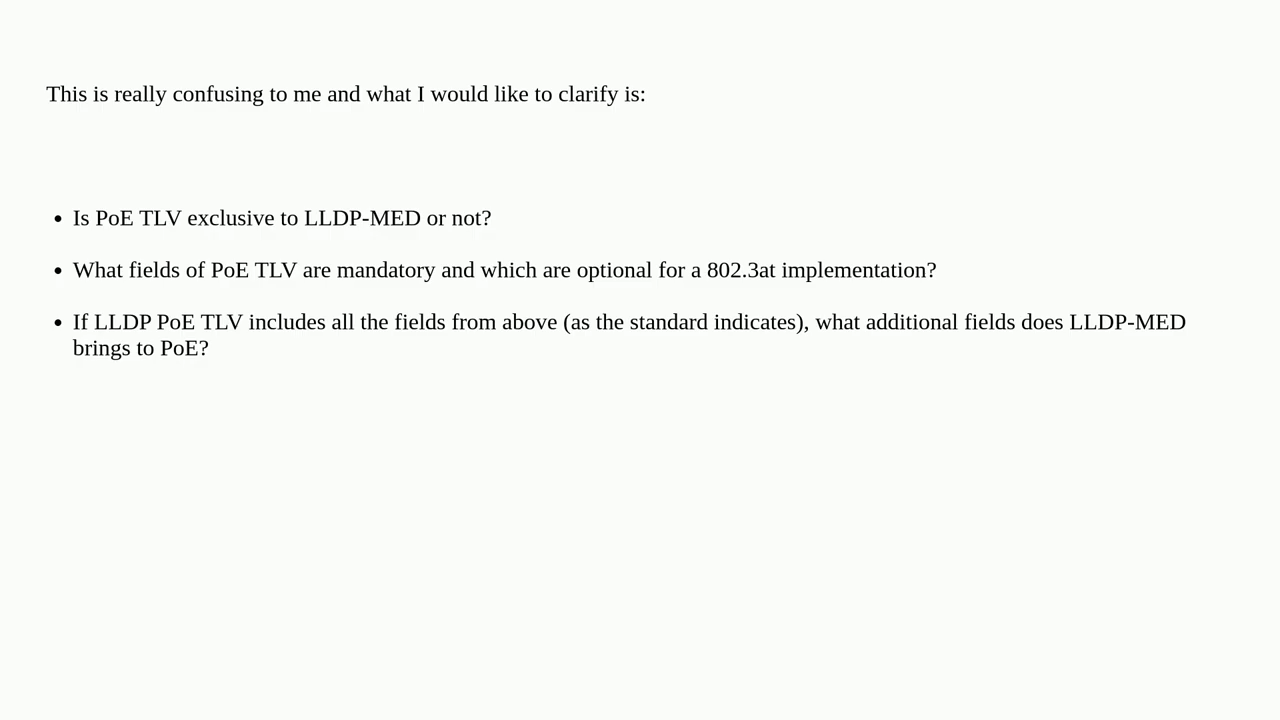 This is really confusing to me and what I would like to clarify is:
• Is PoE TLV exclusive to LLDP-MED or not?
• What fields of PoE TLV are mandatory and which are optional for a 802.3at implementation?
• If LLDP PoE TLV includes all the fields from above (as the standard indicates), what additional fields does LLDP-MED
brings to PoE?